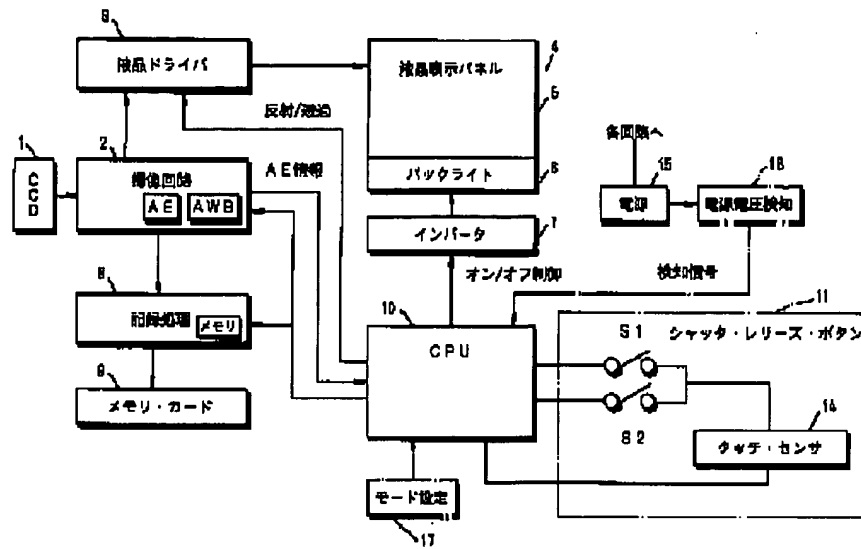 液晶ドライバ
4
液晶表示パネル
5
反射/透過
各回路へ
1
2
AE情報
15
CCD
撮像回路
AE
AWB
バックライト
6
電源
電源電圧検知
インバータ
7
オン/オフ制御
検知信号
8
10
11
記録処理
メモリ
CPU
S1
シャッタ・レリーズ・ボタン
9
メモリ・カード
S2
14
タッチ・センサ
モード設定
17